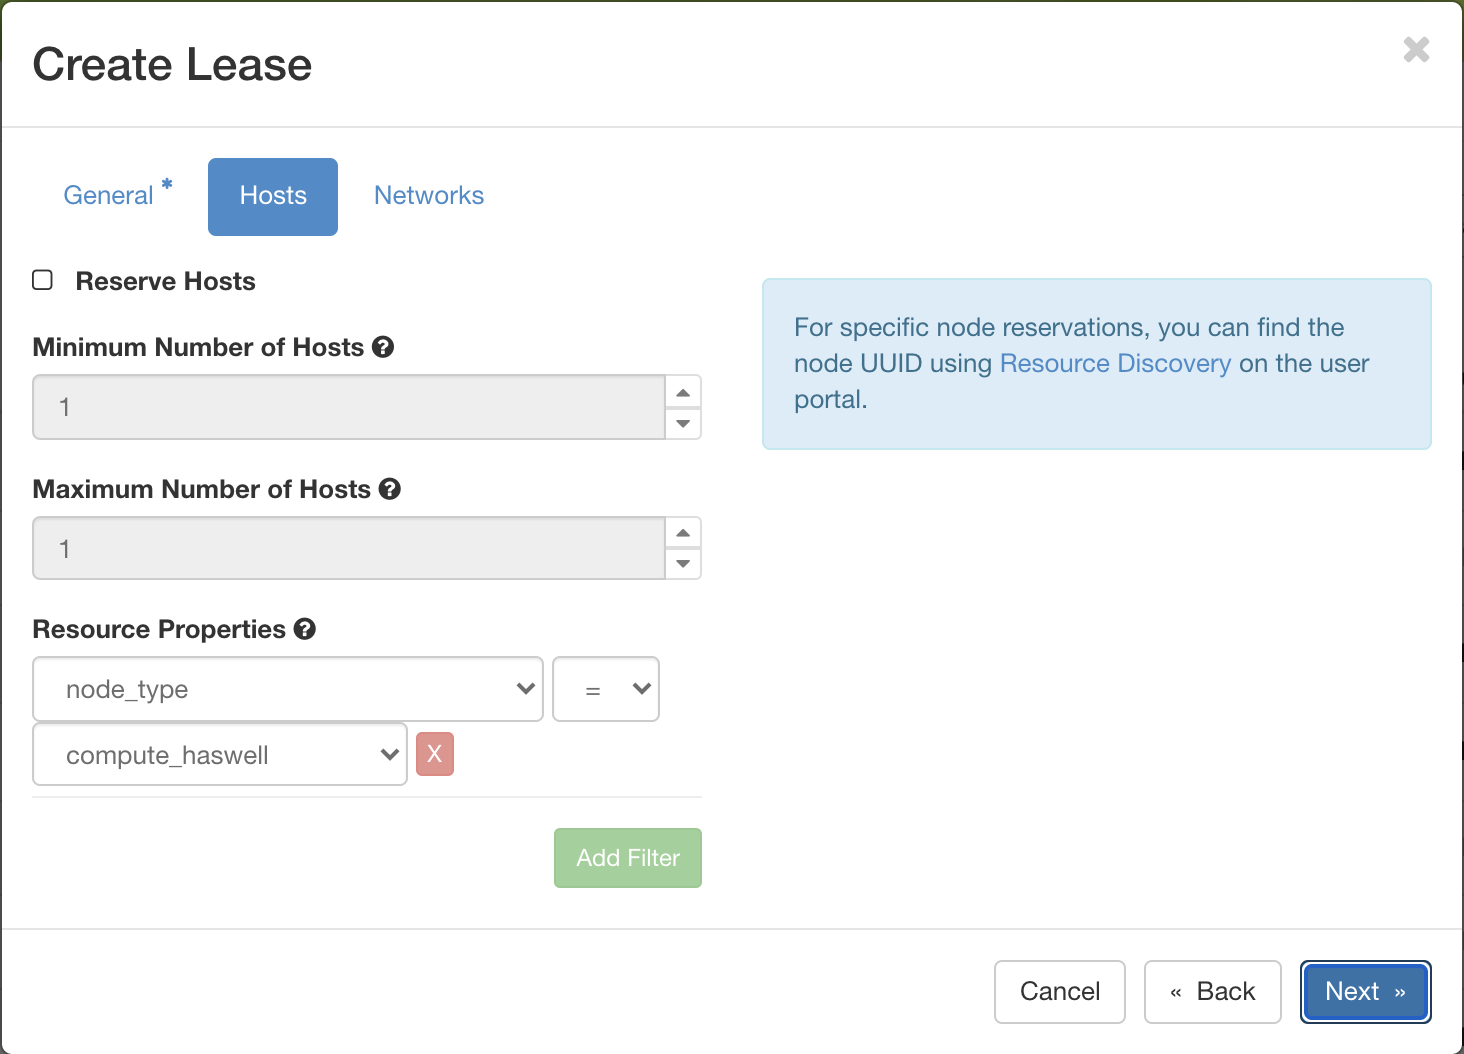 Create Lease
General *
Hosts
Networks
Reserve Hosts
Minimum Number of Hosts
1
Maximum Number of Hosts
1
Resource Properties
node_type
=
compute_haswell
X
Add Filter
For specific node reservations, you can find the
node UUID using Resource Discovery on the user
portal.
Cancel
« Back
Next »